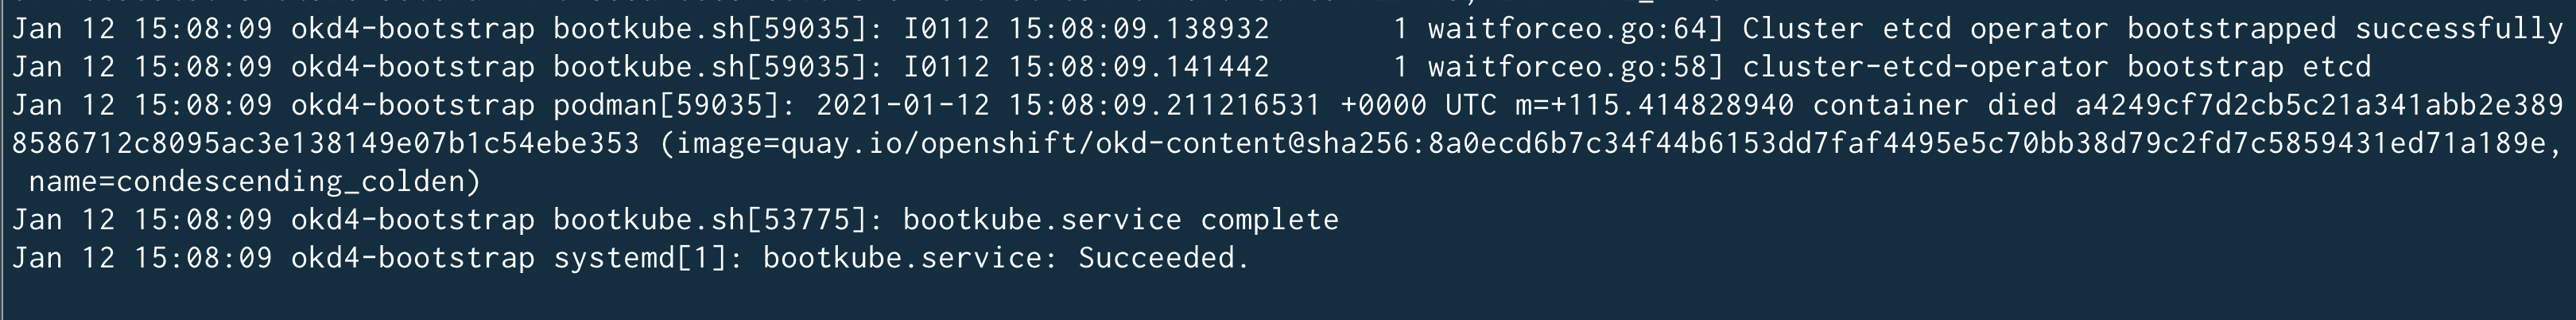 Jan 12 15:08:09 okd4-bootstrap bootkube.sh[59035]: I0112 15:08:09.138932       1 waitforceo.go:64] Cluster etcd operator bootstrapped successfully
Jan 12 15:08:09 okd4-bootstrap bootkube.sh[59035]: I0112 15:08:09.141442       1 waitforceo.go:58] cluster-etcd-operator bootstrap etcd
Jan 12 15:08:09 okd4-bootstrap podman[59035]: 2021-01-12 15:08:09.211216531 +0000 UTC m=+115.414828940 container died a4249cf7d2cb5c21a341abb2e389
8586712c8095ac3e138149e07b1c54ebe353 (image=quay.io/openshift/okd-content@sha256:8a0ecd6b7c34f44b6153dd7faf4495e5c70bb38d79c2fd7c5859431ed71a189e,
 name=condescending_colden)
Jan 12 15:08:09 okd4-bootstrap bootkube.sh[53775]: bootkube.service complete
Jan 12 15:08:09 okd4-bootstrap systemd[1]: bootkube.service: Succeeded.